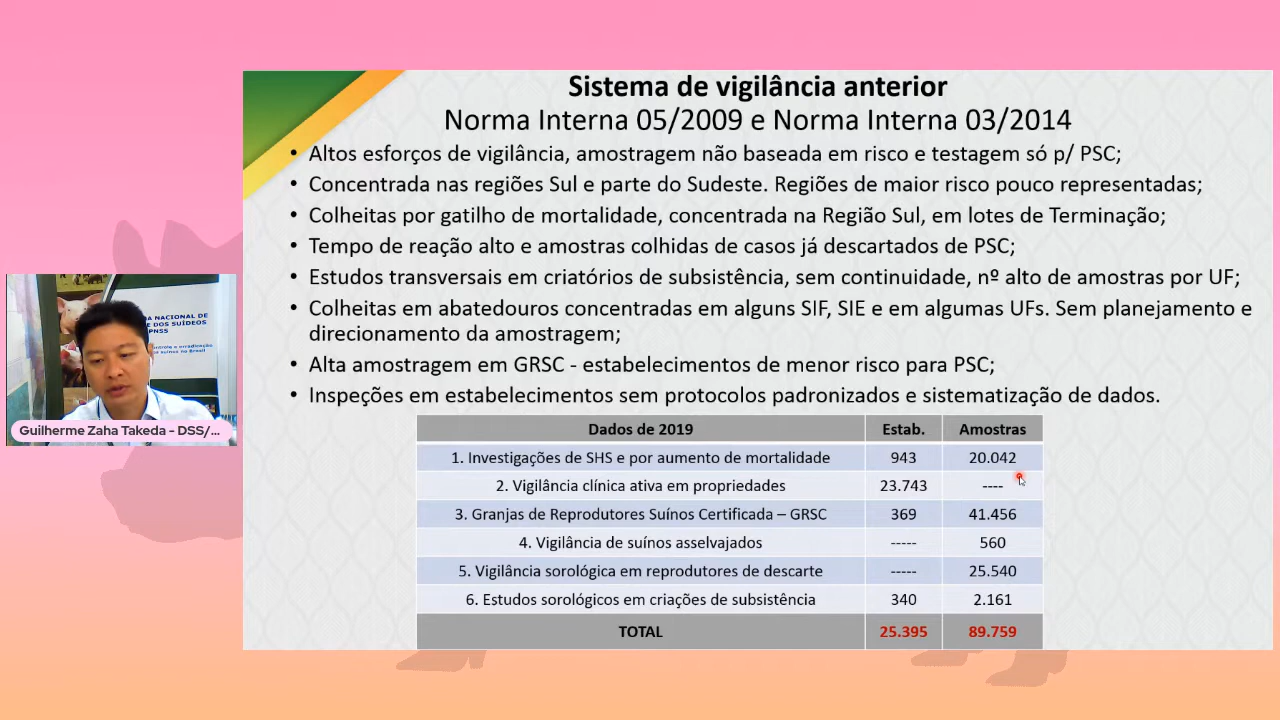 Sistema de vigilância anterior
Norma Interna 05/2009 e Norma Interna 03/2014
• Altos esforços de vigilância, amostragem não baseada em risco e testagem só p/ PSC;
• Concentrada nas regiões Sul e parte do Sudeste. Regiões de maior risco pouco representadas;
• Colheitas por gatilho de mortalidade, concentrada na Região Sul, em lotes de Terminação;
• Tempo de reação alto e amostras colhidas de casos já descartados de PSC;
• Estudos transversais em criatórios de subsistência, sem continuidade, nº alto de amostras por UF;
• Colheitas em abatedouros concentradas em alguns SIF, SIE e em algumas UFs. Sem planejamento e
direcionamento da amostragem;
• Alta amostragem em GRSC - estabelecimentos de menor risco para PSC;
• Inspeções em estabelecimentos sem protocolos padronizados e sistematização de dados.
Dados de 2019 Estab. Amostras
1. Investigações de SHS e por aumento de mortalidade 943 20.042
2. Vigilância clínica ativa em propriedades 23.743 ----
3. Granjas de Reprodutores Suínos Certificada – GRSC 369 41.456
4. Vigilância de suínos asselvajados ----- 560
5. Vigilância sorológica em reprodutores de descarte ----- 25.540
6. Estudos sorológicos em criações de subsistência 340 2.161
TOTAL 25.395 89.759
NACIONAL DE
DOS SUÍDEOS
PNSS
suínos no Brasil
Guilherme Zaha Takeda - DSS/...